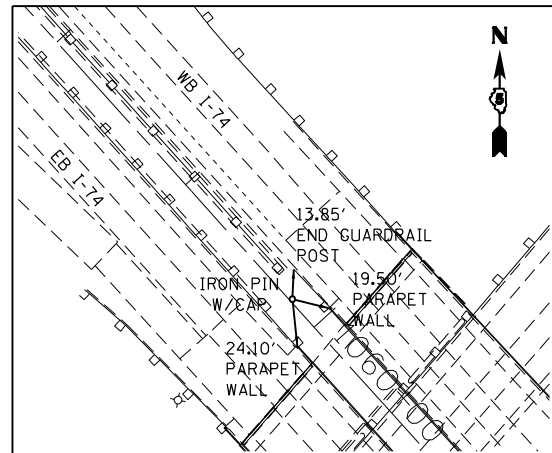 N
WB I-74
EB I-74
13.85'
END GUARDRAIL
POST
IRON PIN
W/CAP
19.50'
PARAPET
WALL
24.10'
PARAPET
WALL